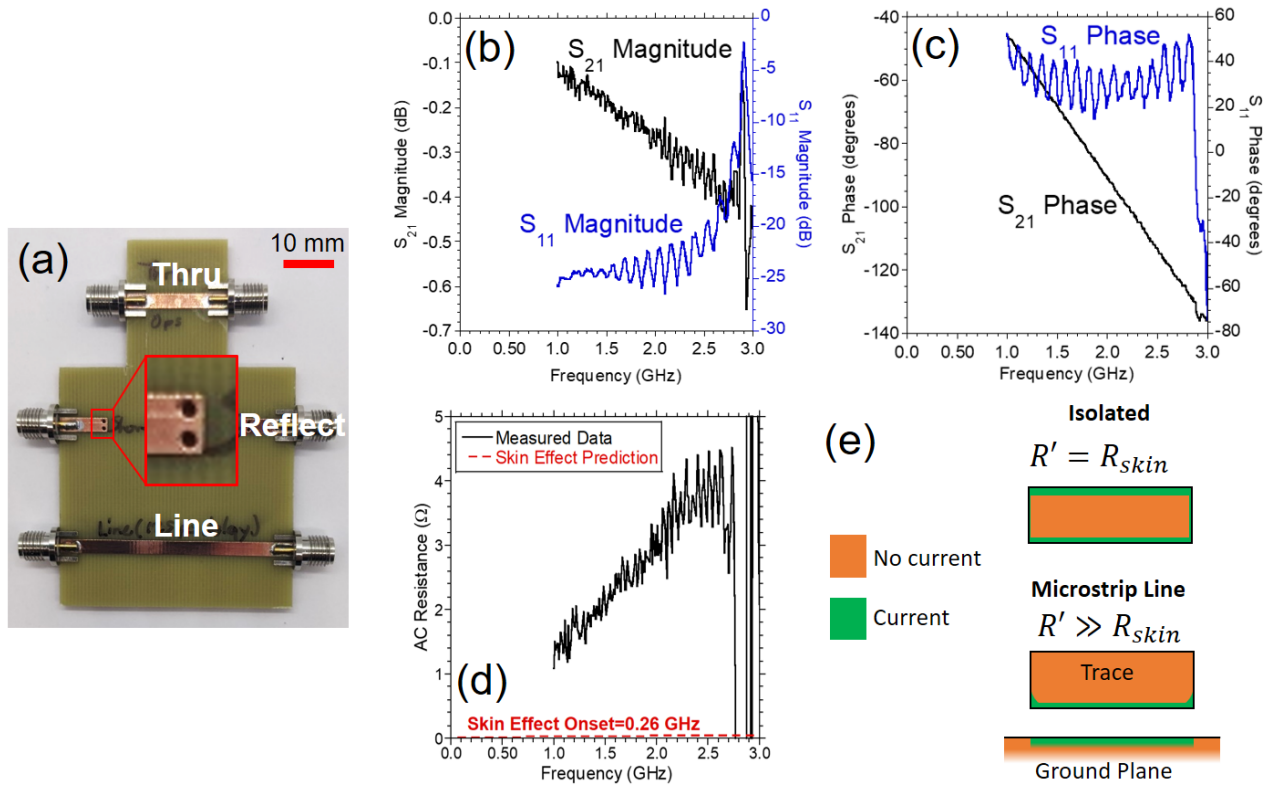 (a)
10 mm
Thru
Ops
Reflect
Line
(b)
S21 Magnitude
S11 Magnitude
S21 Magnitude (dB)
0.0
-0.1
-0.2
-0.3
-0.4
-0.5
-0.6
-0.7
0
-5
-10
-15
-20
-25
-30
S11 Magnitude (dB)
0.0 0.50 1.0 1.5 2.0 2.5 3.0
Frequency (GHz)
(c)
S11 Phase
S21 Phase
S21 Phase (degrees)
-40
-60
-80
-100
-120
-140
60
40
20
0
-20
-40
-60
-80
S11 Phase (degrees)
0.0 0.50 1.0 1.5 2.0 2.5 3.0
Frequency (GHz)
(d)
Measured Data
Skin Effect Prediction
AC Resistance (Ω)
5
4
3
2
1
0
Skin Effect Onset=0.26 GHz
0.0 0.50 1.0 1.5 2.0 2.5 3.0
Frequency (GHz)
(e)
Isolated
R′ = Rskin
No current
Current
Microstrip Line
R′ ≫ Rskin
Trace
Ground Plane